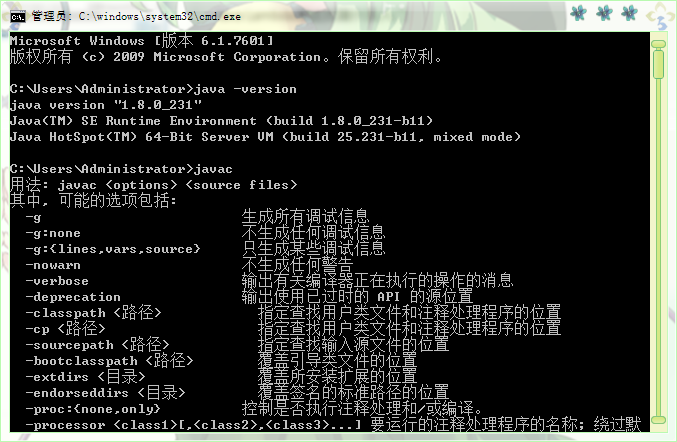 管理员: C:\windows\system32\cmd.exe
Microsoft Windows [版本 6.1.7601]
版权所有 (c) 2009 Microsoft Corporation。保留所有权利。
C:\Users\Administrator>java -version
java version "1.8.0_231"
Java(TM) SE Runtime Environment (build 1.8.0_231-b11)
Java HotSpot(TM) 64-Bit Server VM (build 25.231-b11, mixed mode)
C:\Users\Administrator>javac
用法: javac <options> <source files>
其中, 可能的选项包括:
-g 生成所有调试信息
-g:none 不生成任何调试信息
-g:{lines,vars,source} 只生成某些调试信息
-nowarn 不生成任何警告
-verbose 输出有关编译器正在执行的操作的消息
-deprecation 输出使用已过时的 API 的源位置
-classpath <路径> 指定查找用户类文件和注释处理程序的位置
-cp <路径> 指定查找用户类文件和注释处理程序的位置
-sourcepath <路径> 指定查找输入源文件的位置
-bootclasspath <路径> 覆盖引导类文件的位置
-extdirs <目录> 覆盖所安装扩展的位置
-endorseddirs <目录> 覆盖签名的标准路径的位置
-proc:{none,only} 控制是否执行注释处理和/或编译。
-processor <class1>[,<class2>,<class3>...] 要运行的注释处理程序的名称; 绕过默